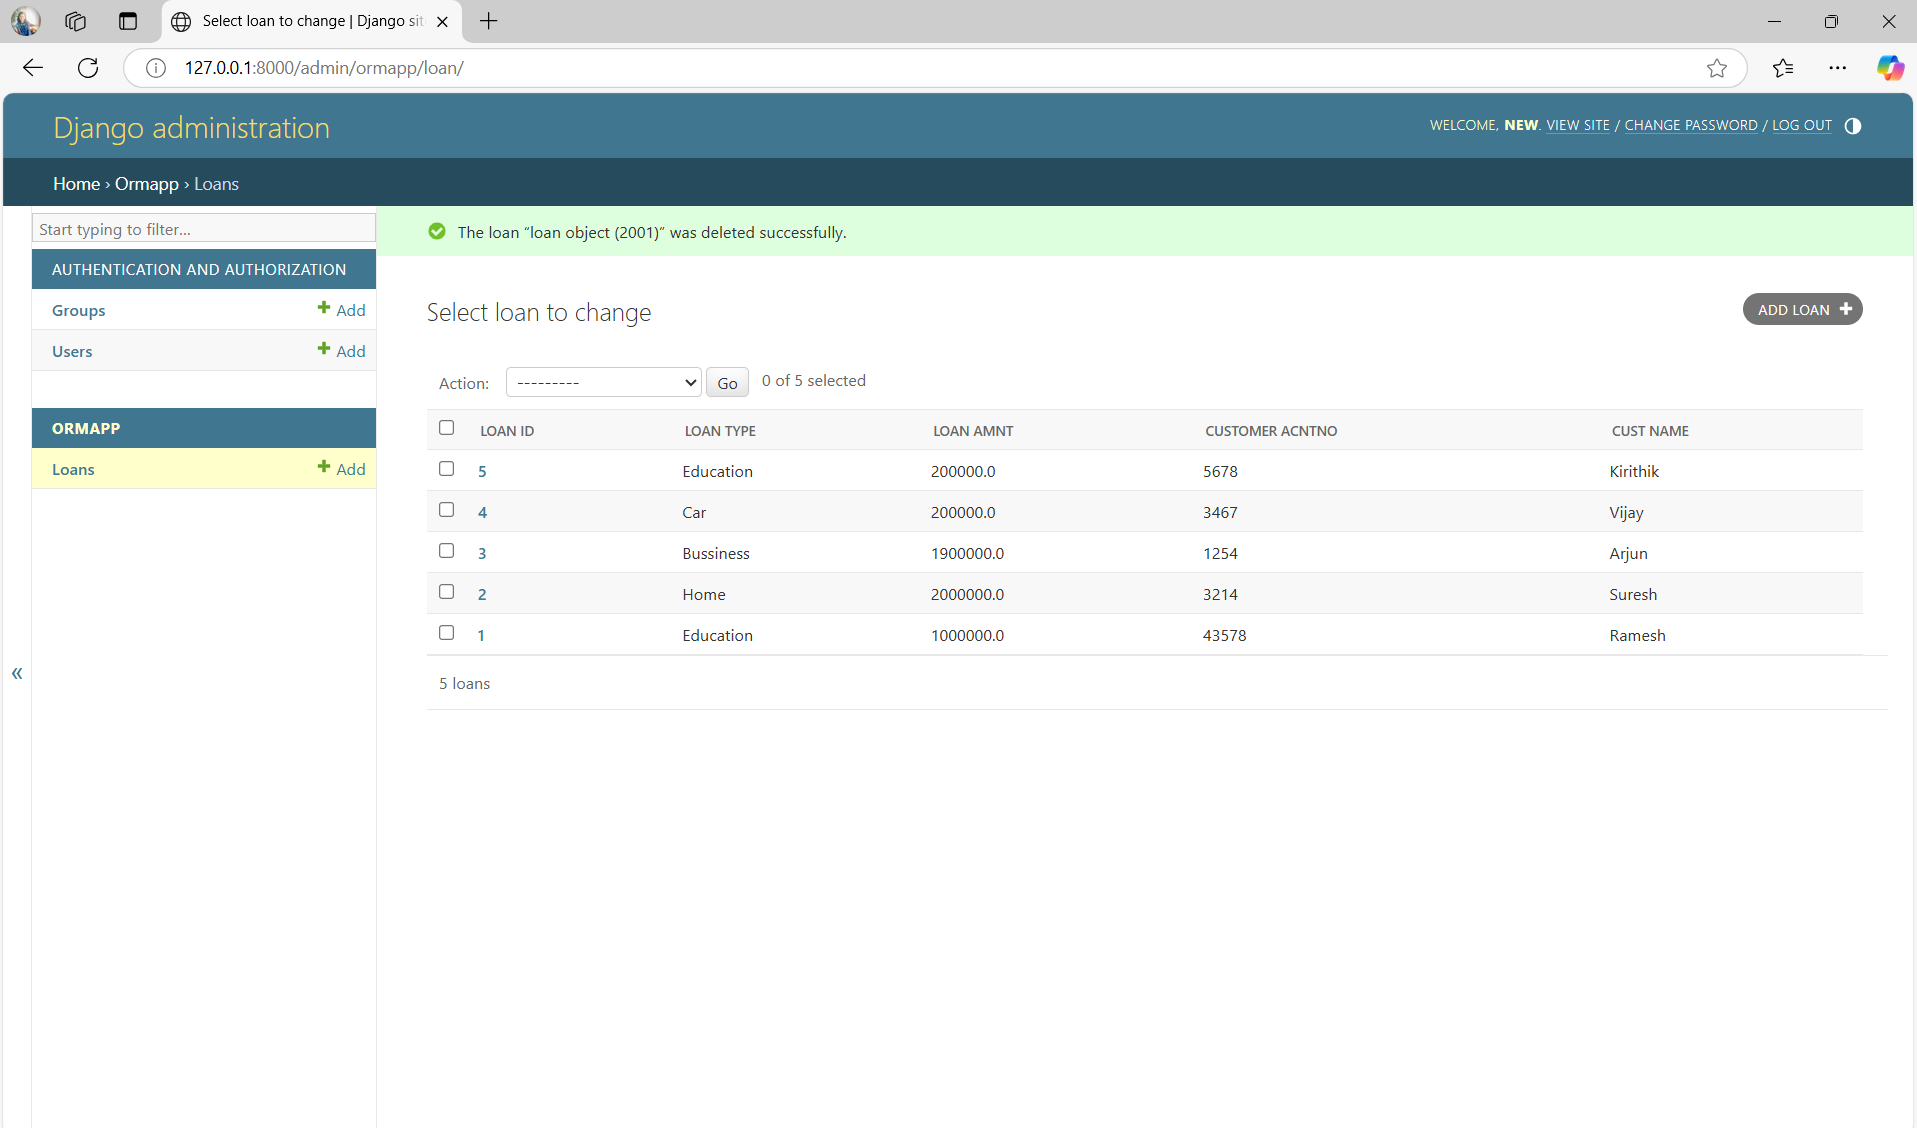 Select loan to change | Django sit
127.0.0.1:8000/admin/ormapp/loan/
Django administration
WELCOME, NEW. VIEW SITE / CHANGE PASSWORD / LOG OUT
Home › Ormapp › Loans
Start typing to filter...
AUTHENTICATION AND AUTHORIZATION
Groups Add
Users Add
ORMAPP
Loans Add
«
The loan “loan object (2001)” was deleted successfully.
Select loan to change
ADD LOAN
Action: --------- Go 0 of 5 selected
LOAN ID LOAN TYPE LOAN AMNT CUSTOMER ACNTNO CUST NAME
5 Education 200000.0 5678 Kirithik
4 Car 200000.0 3467 Vijay
3 Bussiness 1900000.0 1254 Arjun
2 Home 2000000.0 3214 Suresh
1 Education 1000000.0 43578 Ramesh
5 loans